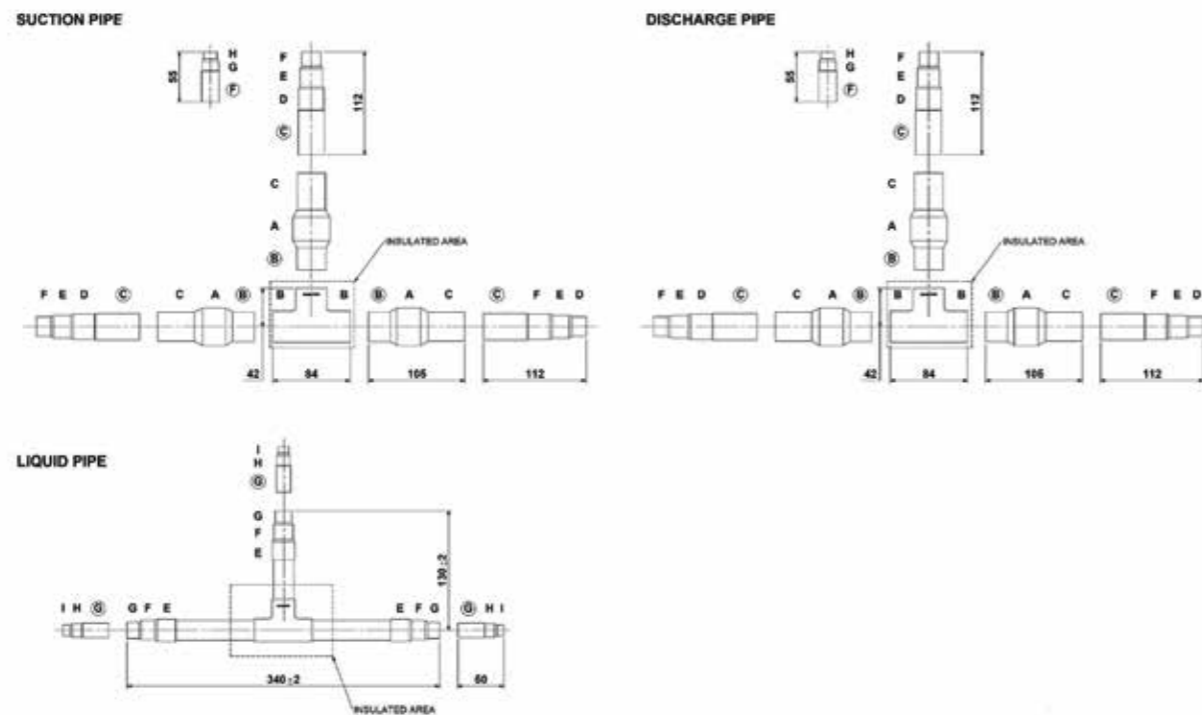 SUCTION PIPE
55
H
G
F
F
E
D
C
112
C
A
B
INSULATED AREA
F E D C C A B B B B A C C F E D
42 84 105 112
DISCHARGE PIPE
55
H
G
F
F
E
D
C
112
C
A
B
INSULATED AREA
F E D C C A B B B B A C C F E D
42 84 105 112
LIQUID PIPE
I
H
G
G
F
E
130±2
I H G G F E E F G G H I
340±2 60
INSULATED AREA